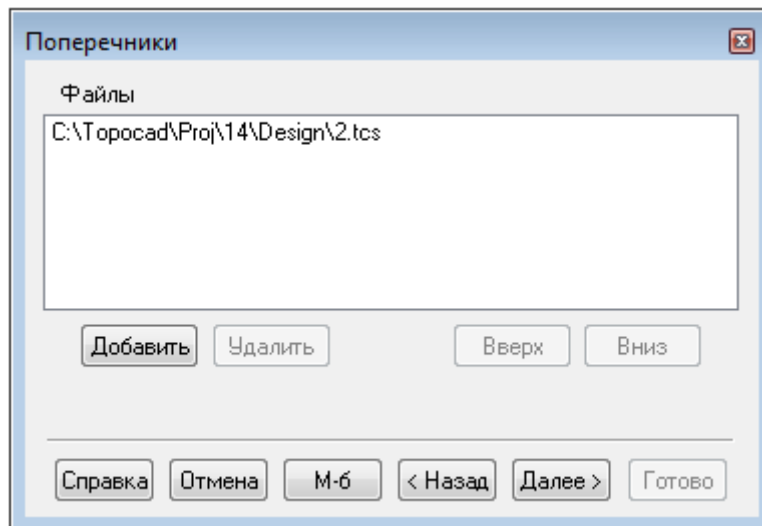 Поперечники
Файлы
C:\Topocad\Proj\14\Design\2.tcs
Добавить Удалить Вверх Вниз
Справка Отмена М-б < Назад Далее > Готово